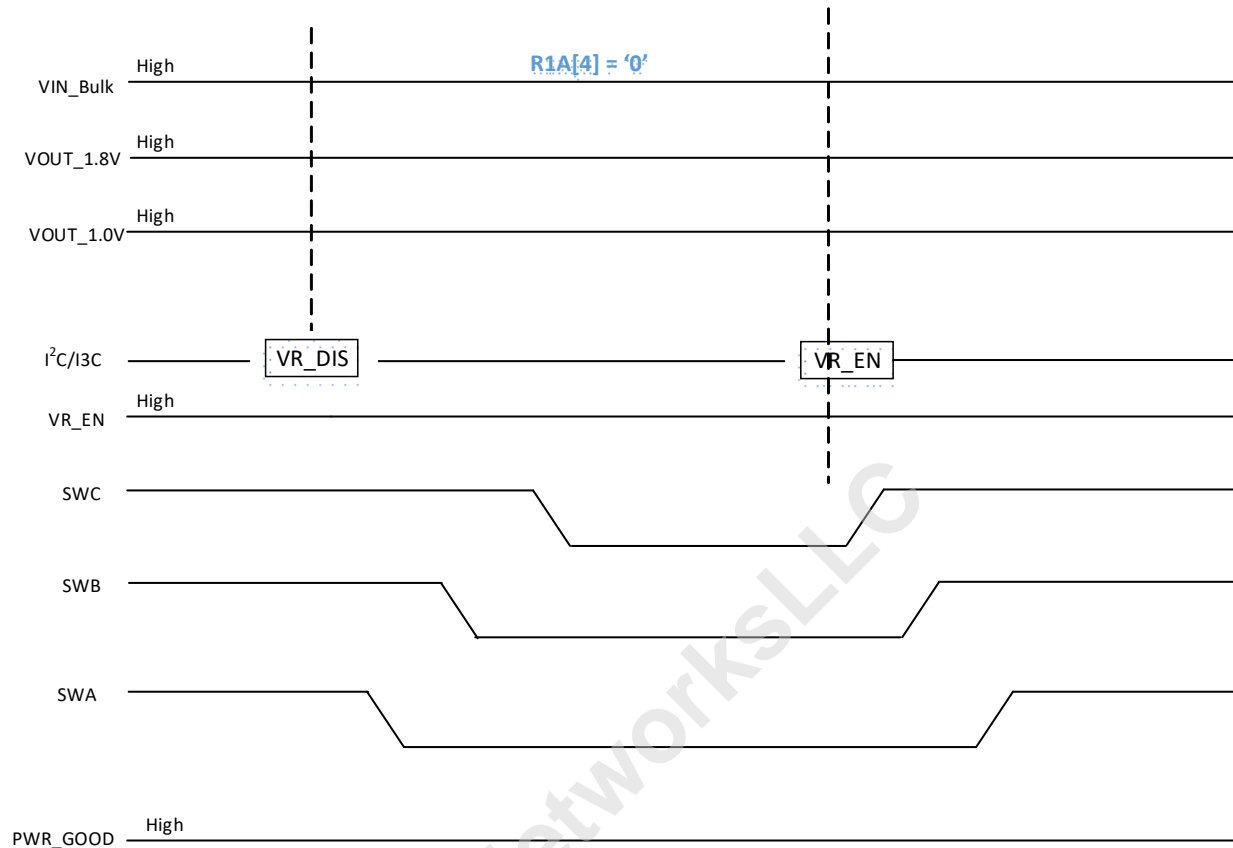 High
R1A[4] = ‘0’
VIN_Bulk
High
VOUT_1.8V
High
VOUT_1.0V
I²C/I3C
VR_DIS
VR_EN
High
VR_EN
SWC
SWB
SWA
High
PWR_GOOD
etworksLLC